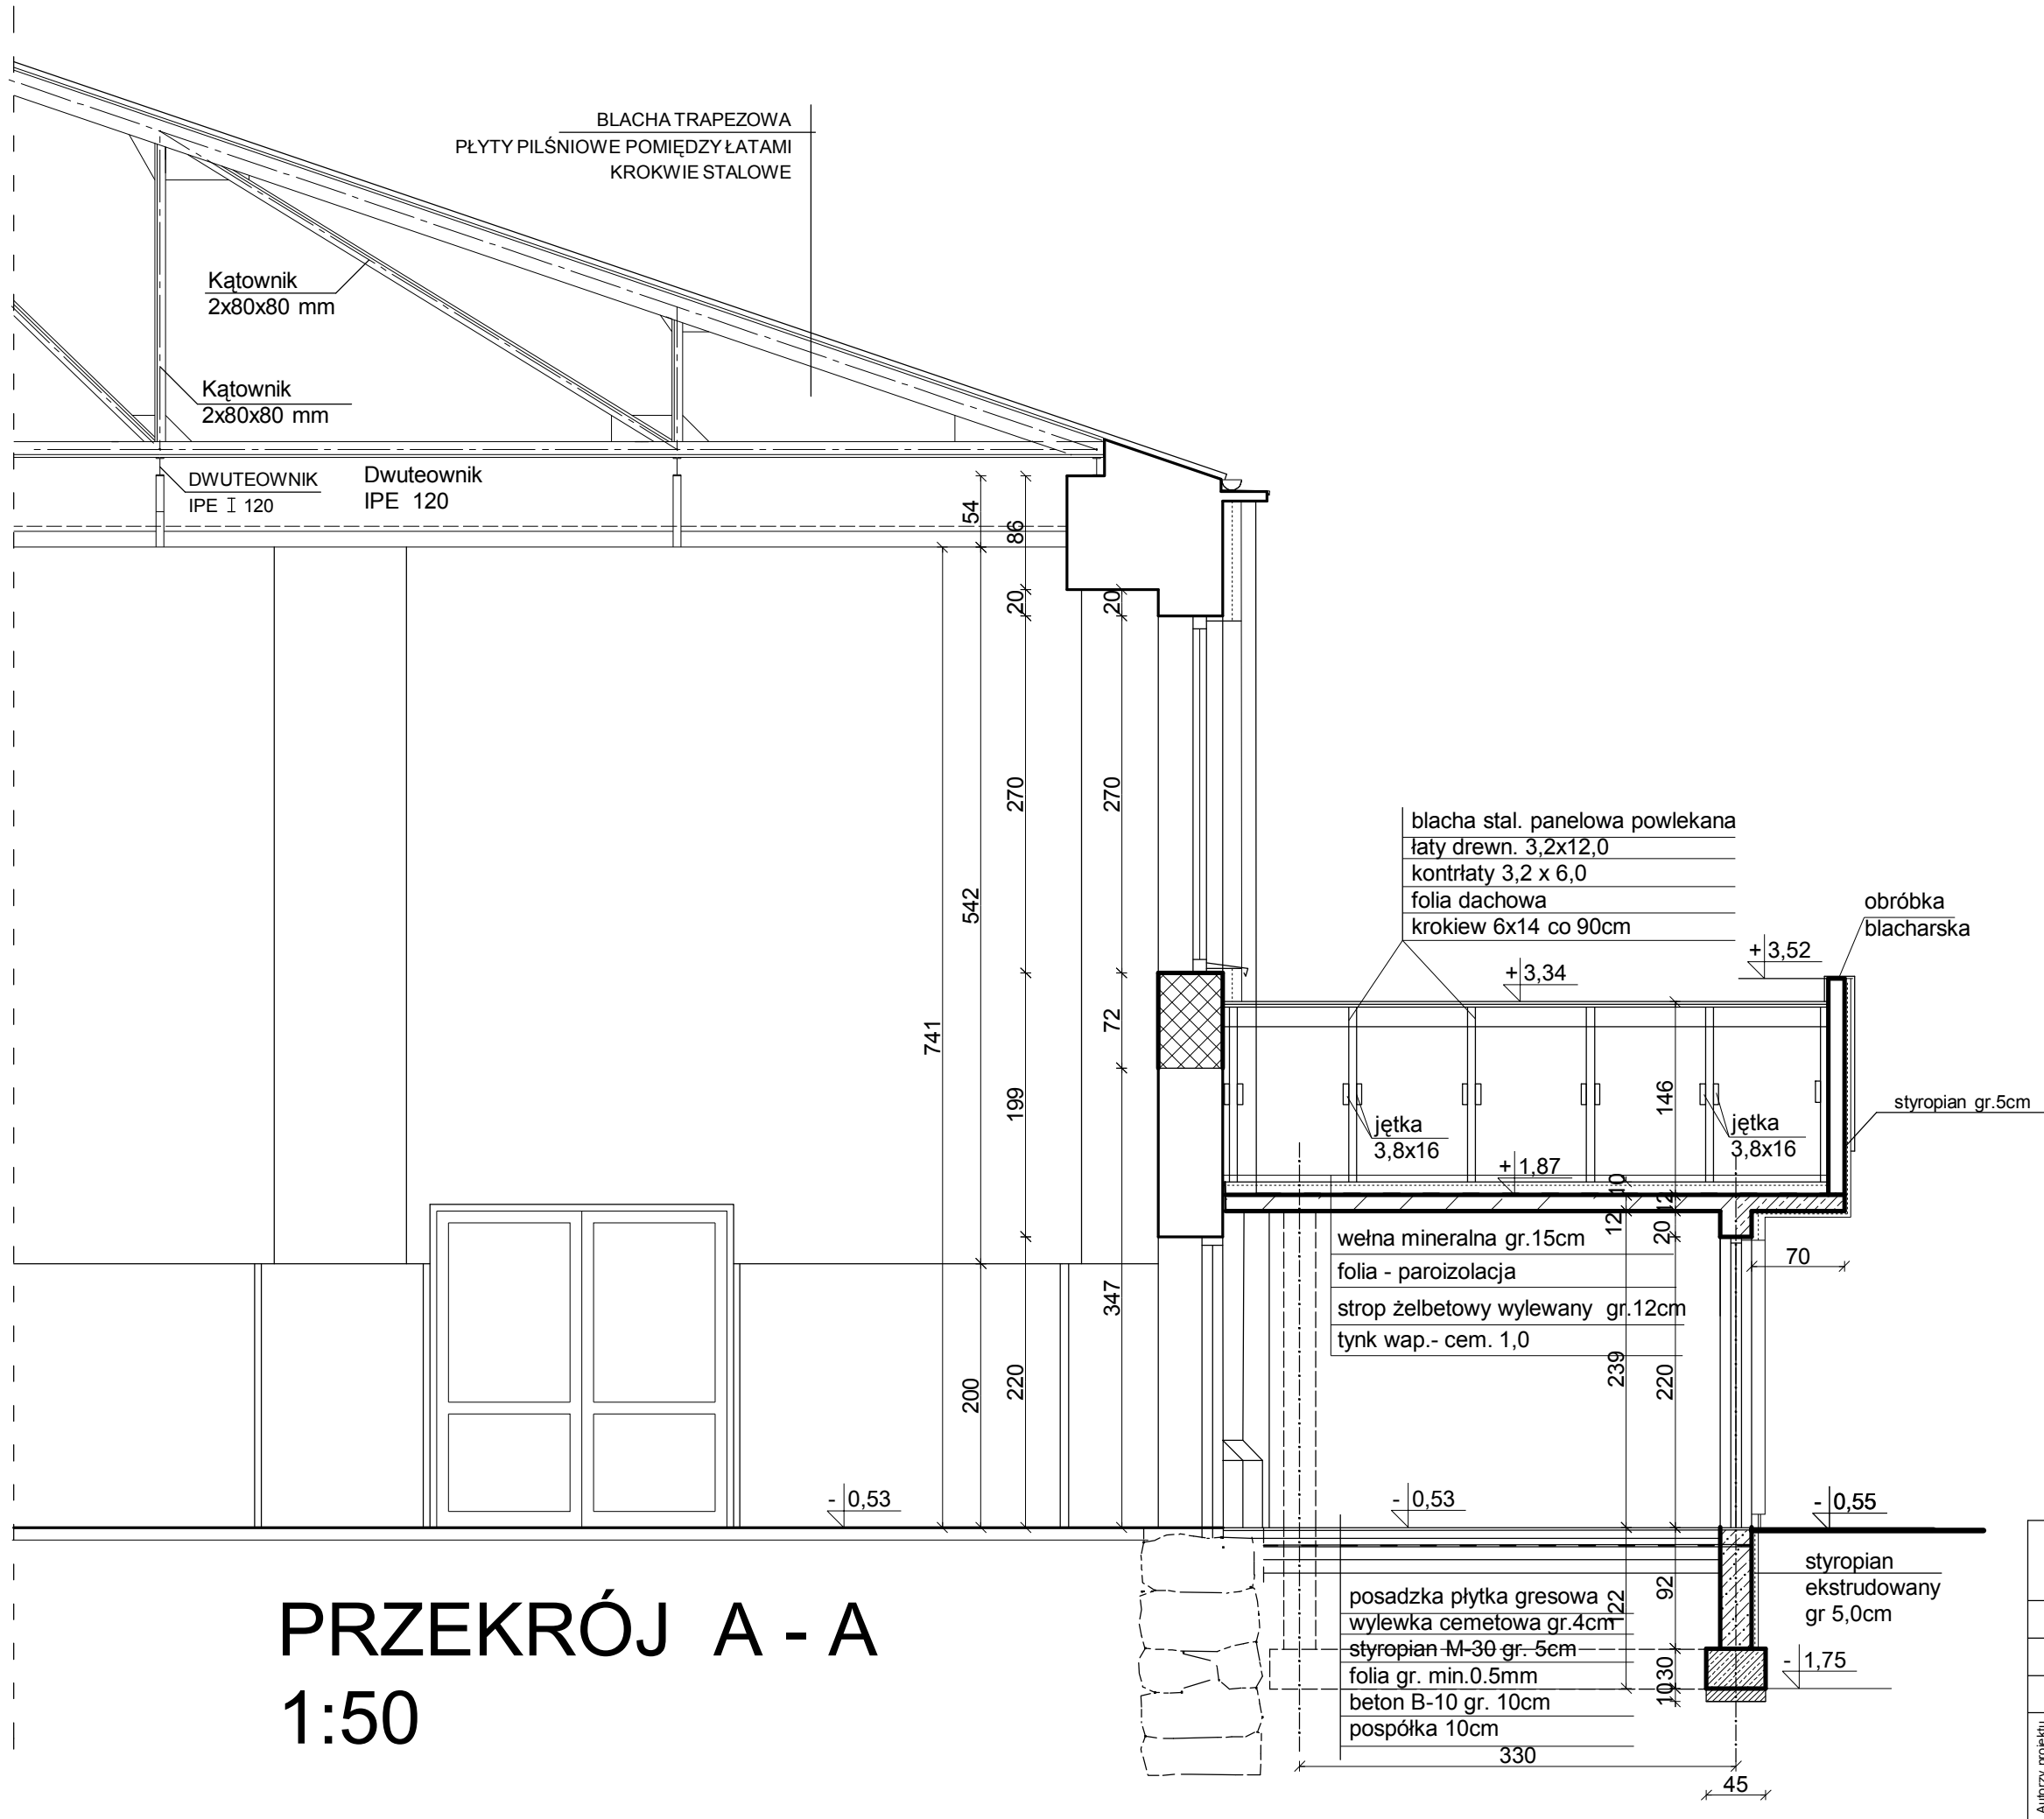 BLACHA TRAPEZOWA
PŁYTY PILŚNIOWE POMIĘDZY ŁATAMI
KROKWIE STALOWE
Kątownik
2x80x80 mm
Kątownik
2x80x80 mm
DWUTEOWNIK
IPE I 120
Dwuteownik
IPE 120
54
86
20
20
270
270
542
741
72
199
347
200
220
blacha stal. panelowa powlekana
łaty drewn. 3,2x12,0
kontrłaty 3,2 x 6,0
folia dachowa
krokiew 6x14 co 90cm
obróbka
blacharska
+3,52
+3,34
146
styropian gr.5cm
jętka
3,8x16
jętka
3,8x16
+1,87
10
12
12
20
70
wełna mineralna gr.15cm
folia - paroizolacja
strop żelbetowy wylewany gr.12cm
tynk wap.- cem. 1,0
239
220
- 0,53
- 0,53
- 0,55
styropian
ekstrudowany
gr 5,0cm
posadzka płytka gresowa
wylewka cemetowa gr.4cm
styropian M-30 gr. 5cm
folia gr. min.0.5mm
beton B-10 gr. 10cm
pospółka 10cm
122
92
30
10
- 1,75
330
45
PRZEKRÓJ A - A
1:50
Autorzy projektu